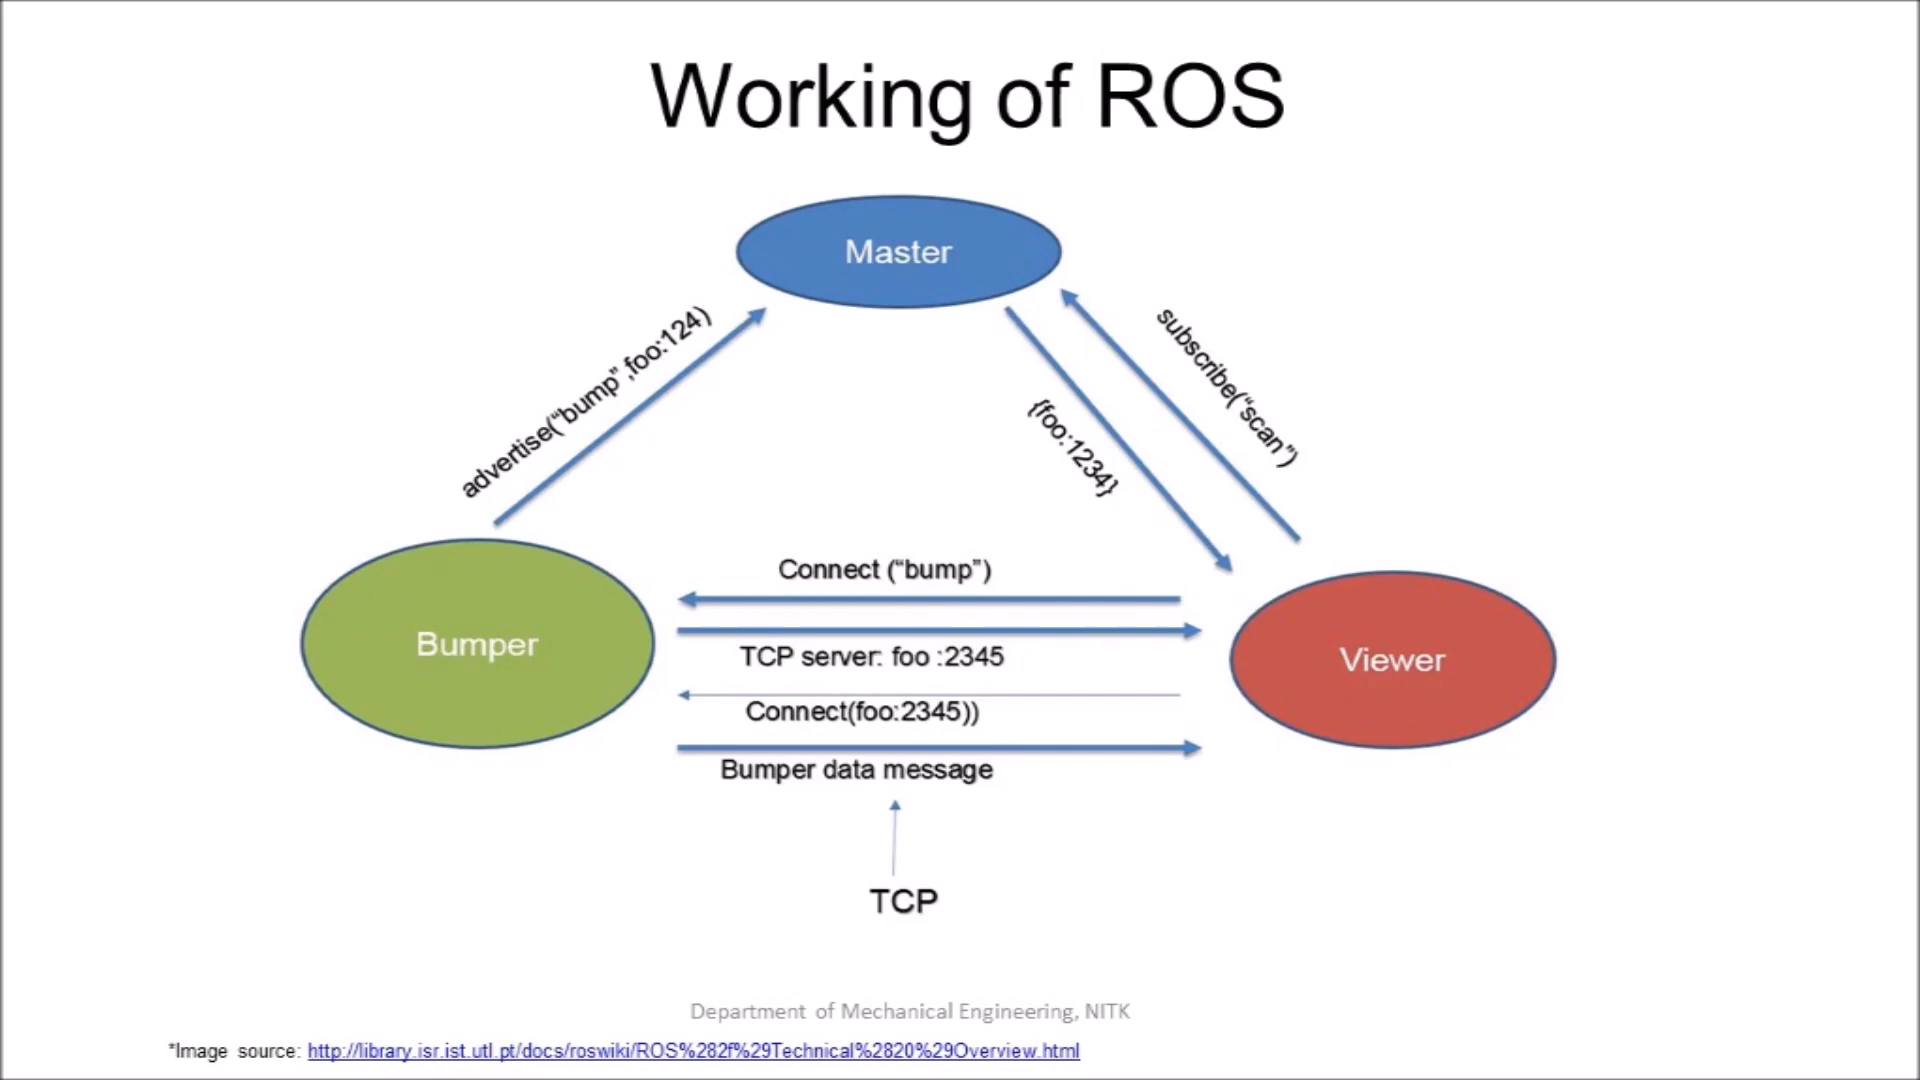 Working of ROS
Master
advertise(“bump”,foo:124)
subscribe(“scan”)
{foo:1234}
Connect (“bump”)
Bumper
TCP server: foo :2345
Viewer
Connect(foo:2345))
Bumper data message
TCP
Department of Mechanical Engineering, NITK
*Image source: http://library.isr.ist.utl.pt/docs/roswiki/ROS%282f%29Technical%2820%29Overview.html